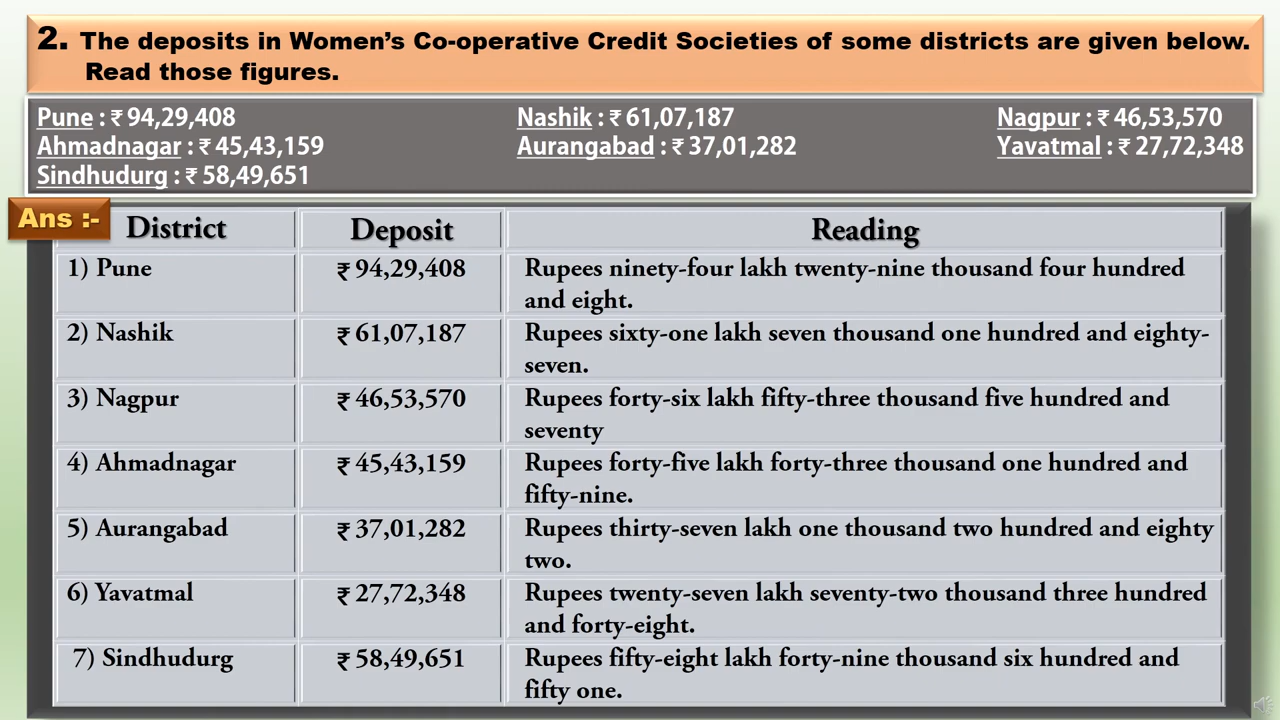 2. The deposits in Women's Co-operative Credit Societies of some districts are given below.
Read those figures.
Pune : ₹ 94,29,408 Nashik : ₹ 61,07,187 Nagpur : ₹ 46,53,570
Ahmadnagar : ₹ 45,43,159 Aurangabad : ₹ 37,01,282 Yavatmal : ₹ 27,72,348
Sindhudurg : ₹ 58,49,651
Ans :-
District Deposit Reading
1) Pune ₹ 94,29,408 Rupees ninety-four lakh twenty-nine thousand four hundred
and eight.
2) Nashik ₹ 61,07,187 Rupees sixty-one lakh seven thousand one hundred and eighty-
seven.
3) Nagpur ₹ 46,53,570 Rupees forty-six lakh fifty-three thousand five hundred and
seventy
4) Ahmadnagar ₹ 45,43,159 Rupees forty-five lakh forty-three thousand one hundred and
fifty-nine.
5) Aurangabad ₹ 37,01,282 Rupees thirty-seven lakh one thousand two hundred and eighty
two.
6) Yavatmal ₹ 27,72,348 Rupees twenty-seven lakh seventy-two thousand three hundred
and forty-eight.
7) Sindhudurg ₹ 58,49,651 Rupees fifty-eight lakh forty-nine thousand six hundred and
fifty one.